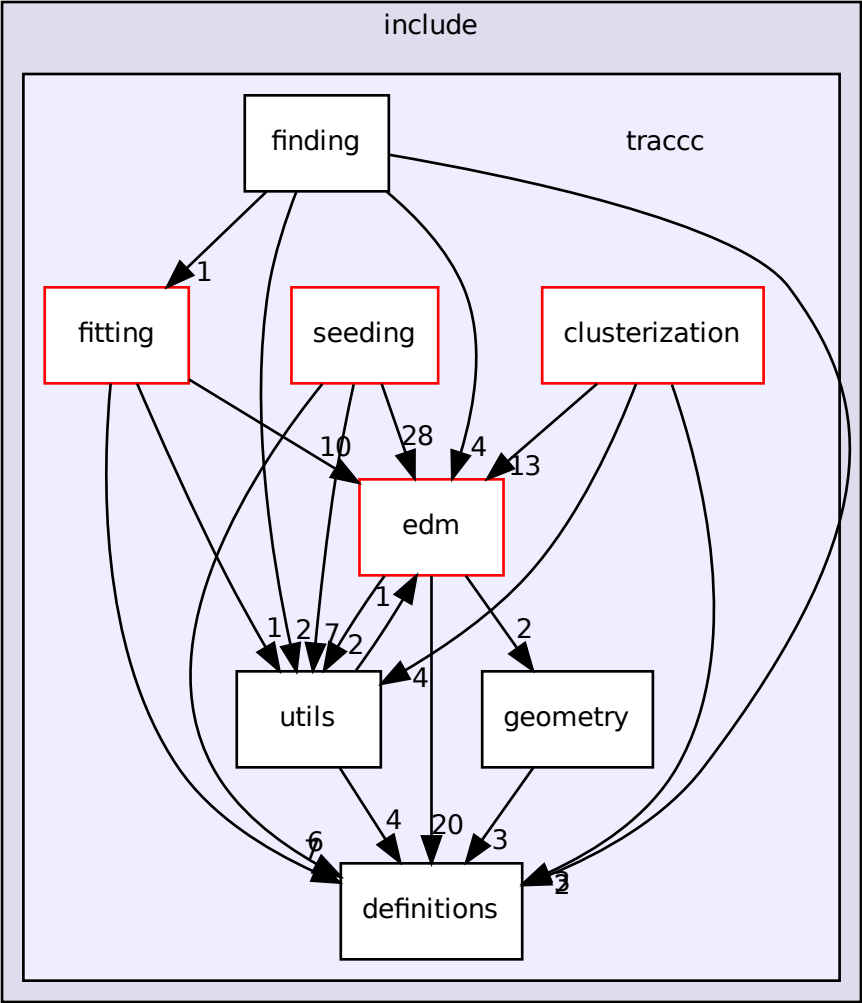 include
traccc
finding
1
fitting
seeding
clusterization
10
28
4
13
edm
1
1
2
7
2
2
4
utils
geometry
4
20
3
6
7
definitions